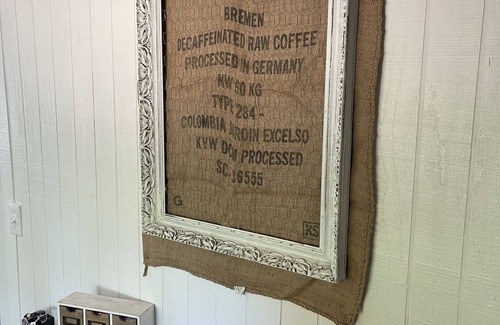 BREMEN
DECAFFEINATED RAW COFFEE
PROCESSED IN GERMANY
NW 60 KG
TYPE 284 -
COLOMBIA JARDIN EXCELSO
KVW DCM PROCESSED
SC-36555
G
KS